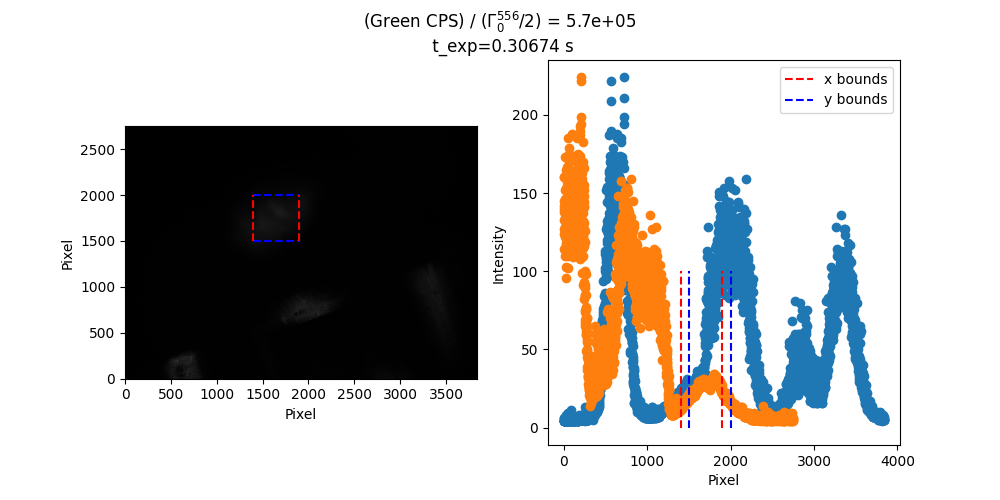 (Green CPS) / (Γ₀⁵⁵⁶/2) = 5.7e+05
t_exp=0.30674 s
Pixel
2500
2000
1500
1000
500
0
0 500 1000 1500 2000 2500 3000 3500
Pixel
Intensity
200
150
100
50
0
x bounds
y bounds
0 1000 2000 3000 4000
Pixel